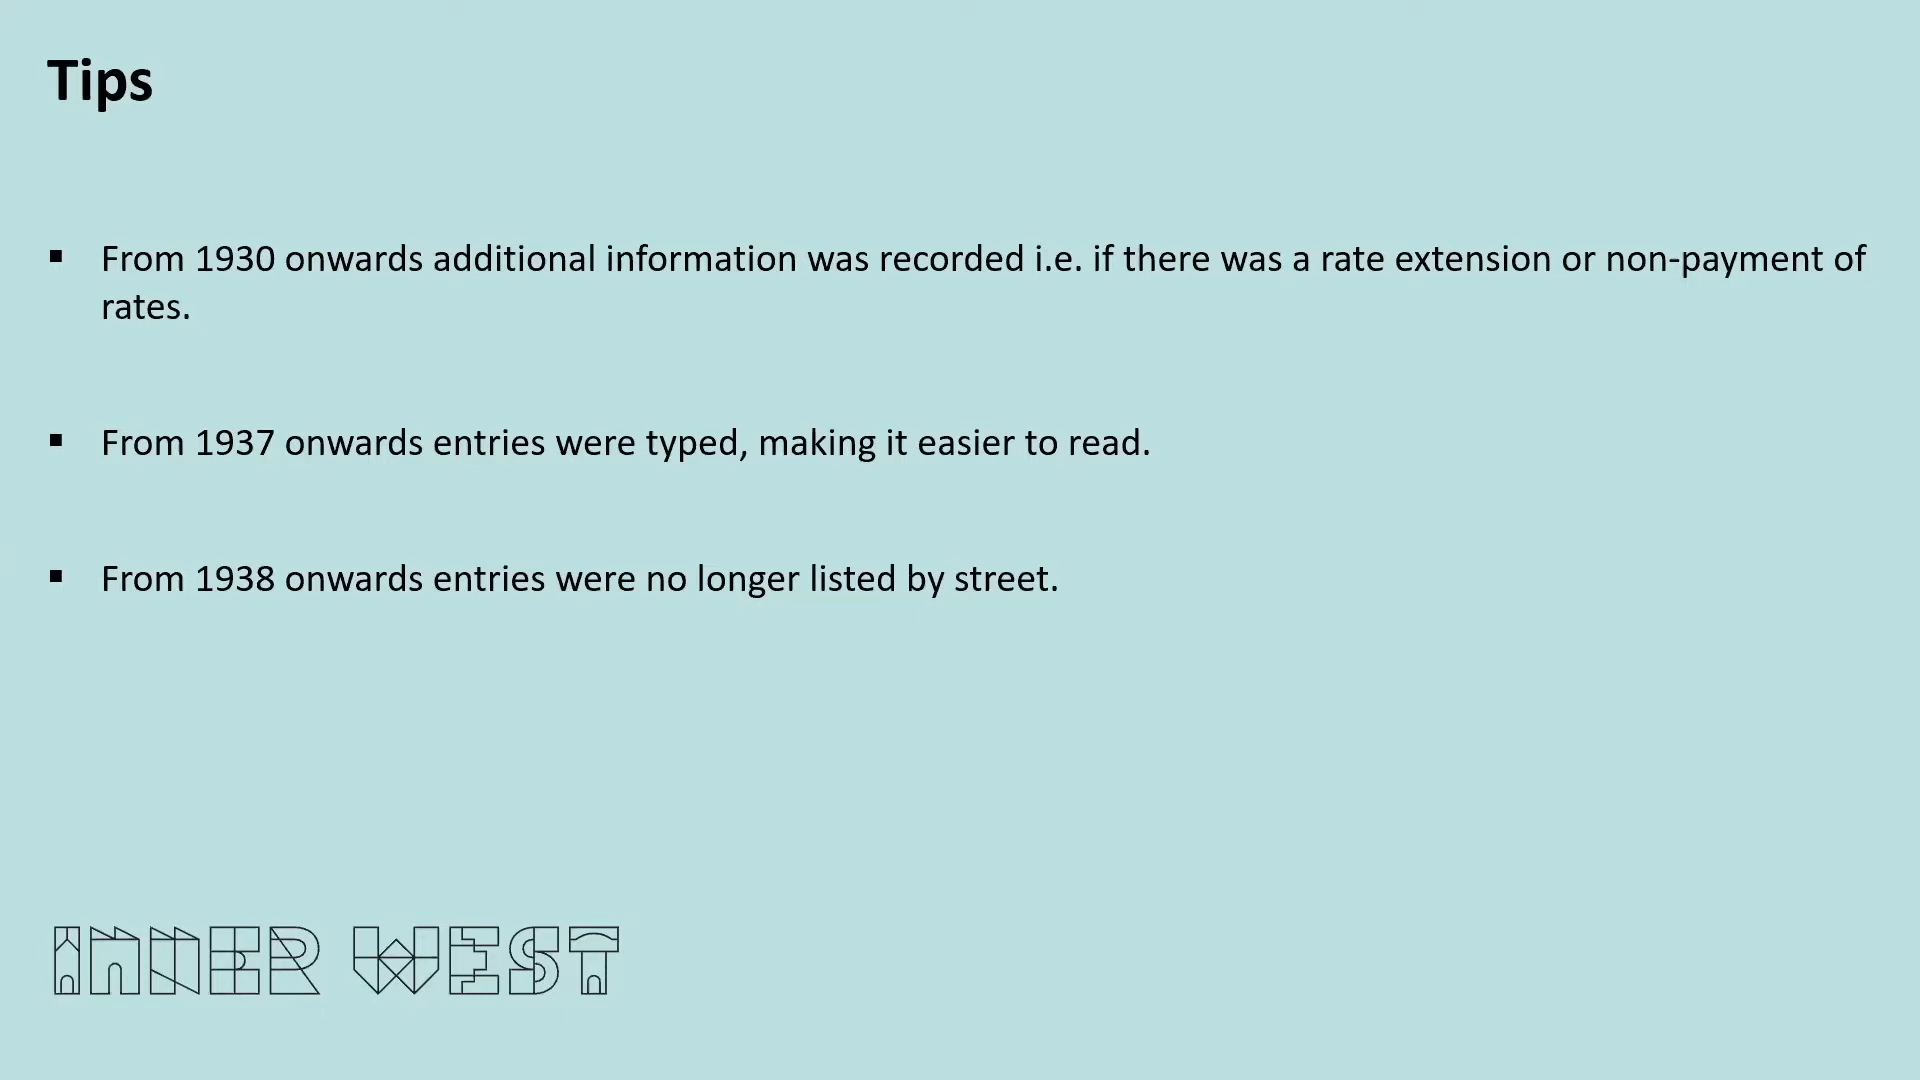 Tips
▪ From 1930 onwards additional information was recorded i.e. if there was a rate extension or non-payment of
rates.
▪ From 1937 onwards entries were typed, making it easier to read.
▪ From 1938 onwards entries were no longer listed by street.
INNER WEST